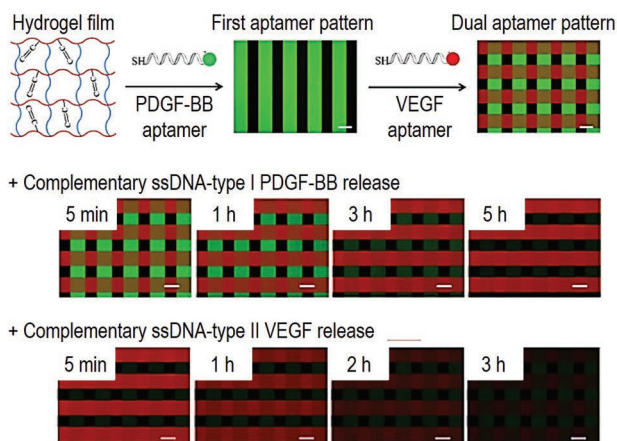 Hydrogel film
First aptamer pattern
Dual aptamer pattern
SH
PDGF-BB
aptamer
SH
VEGF
aptamer
+ Complementary ssDNA-type I PDGF-BB release
5 min
1 h
3 h
5 h
+ Complementary ssDNA-type II VEGF release
5 min
1 h
2 h
3 h